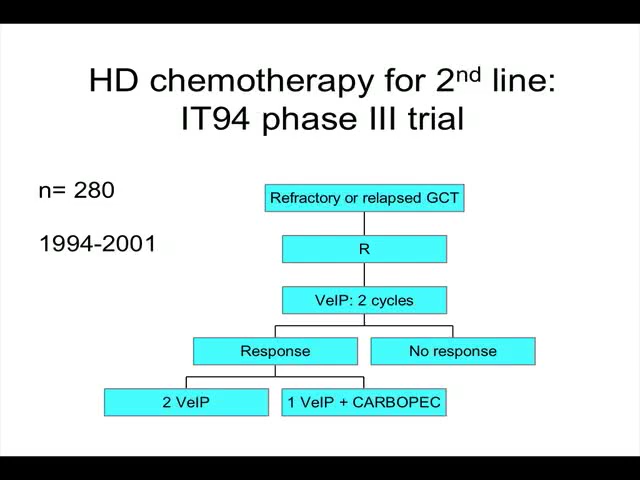 HD chemotherapy for 2nd line:
IT94 phase III trial
n= 280
1994-2001
Refractory or relapsed GCT
R
VeIP: 2 cycles
Response
No response
2 VeIP
1 VeIP + CARBOPEC